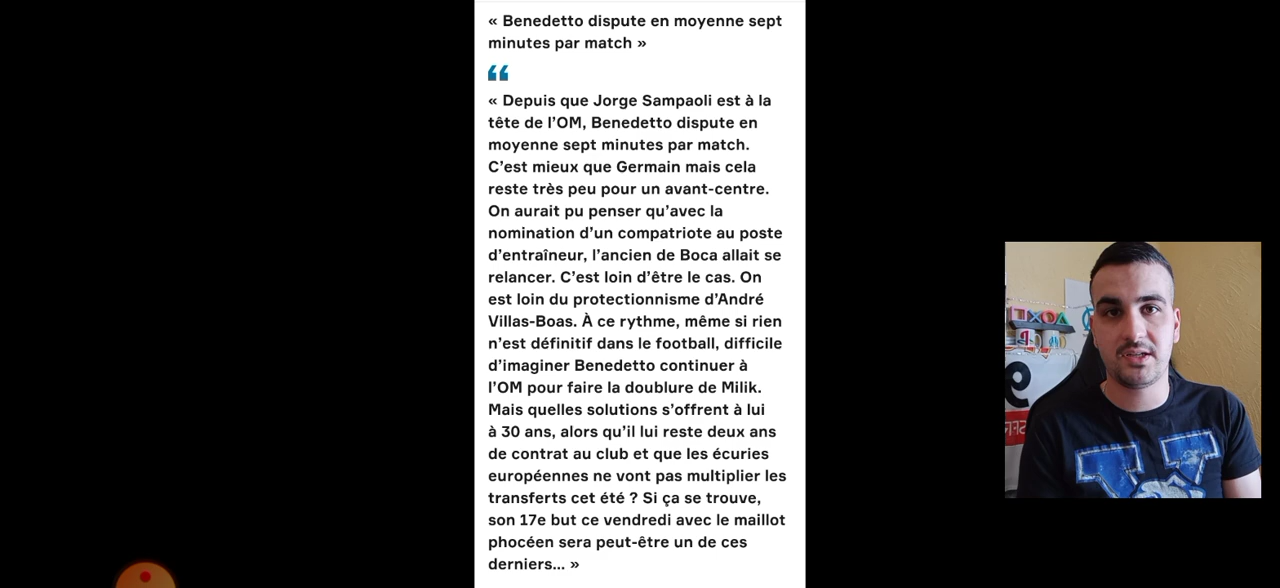 « Benedetto dispute en moyenne sept
minutes par match »
“
« Depuis que Jorge Sampaoli est à la
tête de l’OM, Benedetto dispute en
moyenne sept minutes par match.
C’est mieux que Germain mais cela
reste très peu pour un avant-centre.
On aurait pu penser qu’avec la
nomination d’un compatriote au poste
d’entraîneur, l’ancien de Boca allait se
relancer. C’est loin d’être le cas. On
est loin du protectionnisme d’André
Villas-Boas. À ce rythme, même si rien
n’est définitif dans le football, difficile
d’imaginer Benedetto continuer à
l’OM pour faire la doublure de Milik.
Mais quelles solutions s’offrent à lui
à 30 ans, alors qu’il lui reste deux ans
de contrat au club et que les écuries
européennes ne vont pas multiplier les
transferts cet été ? Si ça se trouve,
son 17e but ce vendredi avec le maillot
phocéen sera peut-être un de ces
derniers... »